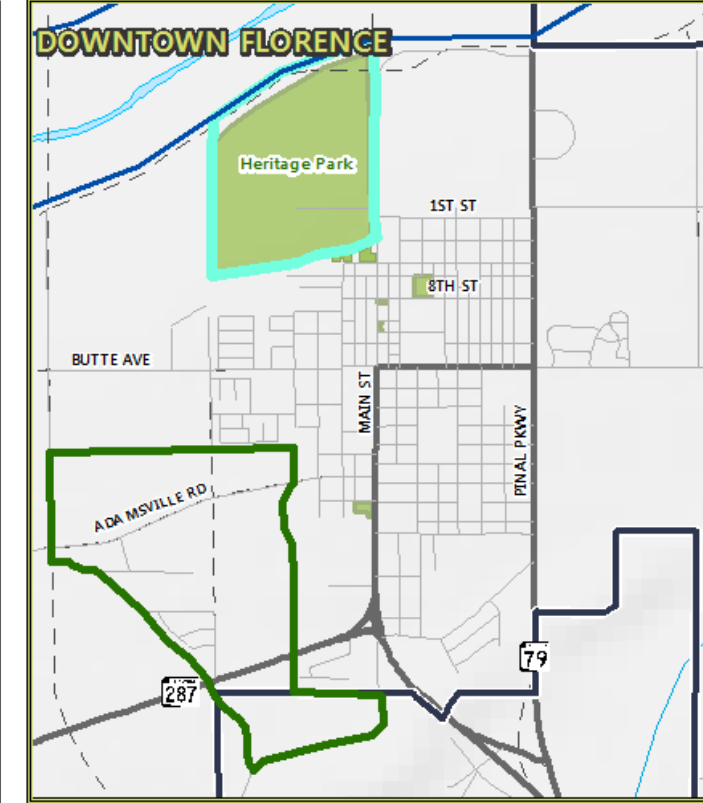 DOWNTOWN FLORENCE
Heritage Park
1ST ST
8TH ST
BUTTE AVE
MAIN ST
PINAL PKWY
ADAMSVILLE RD
79
287